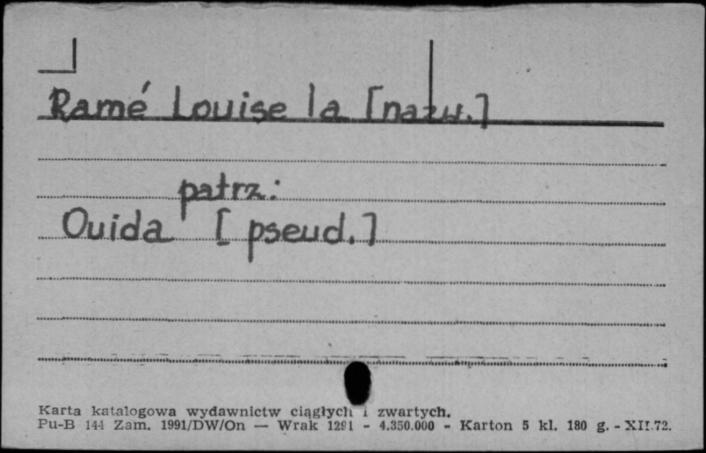 Ramé Louise la [nazw.]
patrz:
Ouida [pseud.]
Karta katalogowa wydawnictw ciągłych i zwartych.
Pu-B 144 Zam. 1991/DW/On — Wrak 1291 - 4.350.000 - Karton 5 kl. 180 g. - XII.72.